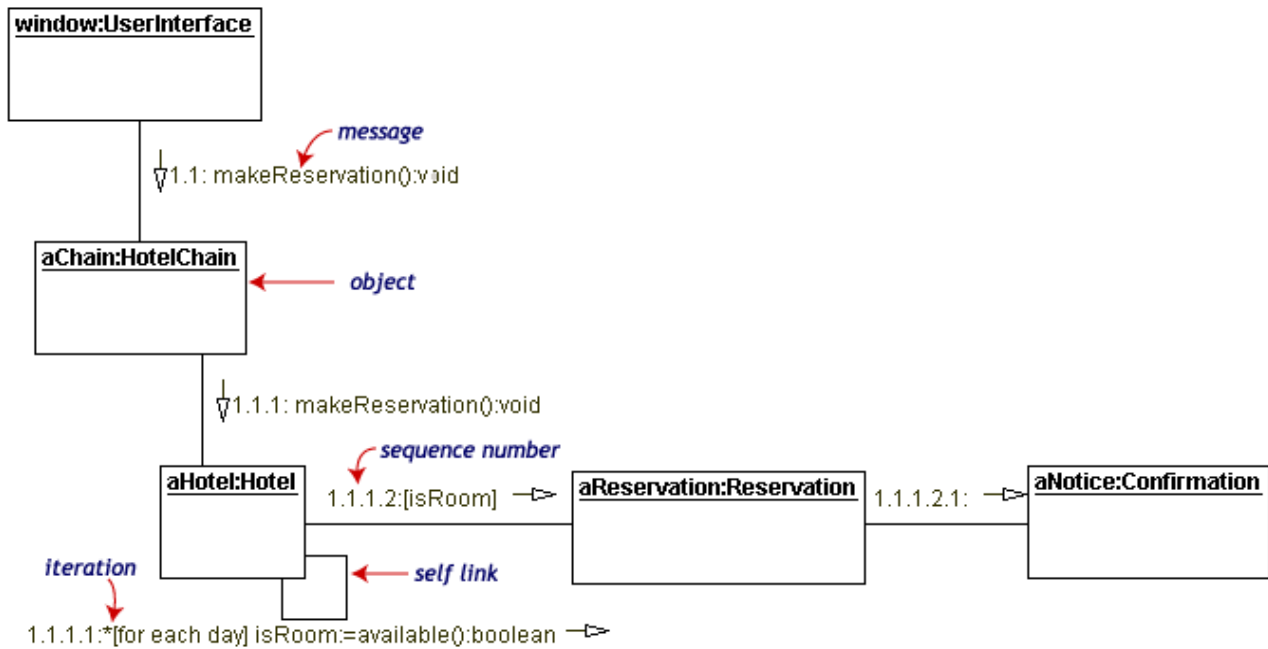 window:UserInterface
message
1.1: makeReservation():void
aChain:HotelChain
object
1.1.1: makeReservation():void
sequence number
aHotel:Hotel
1.1.1.2:[isRoom]
aReservation:Reservation
1.1.1.2.1:
aNotice:Confirmation
iteration
self link
1.1.1.1:*[for each day] isRoom:=available():boolean